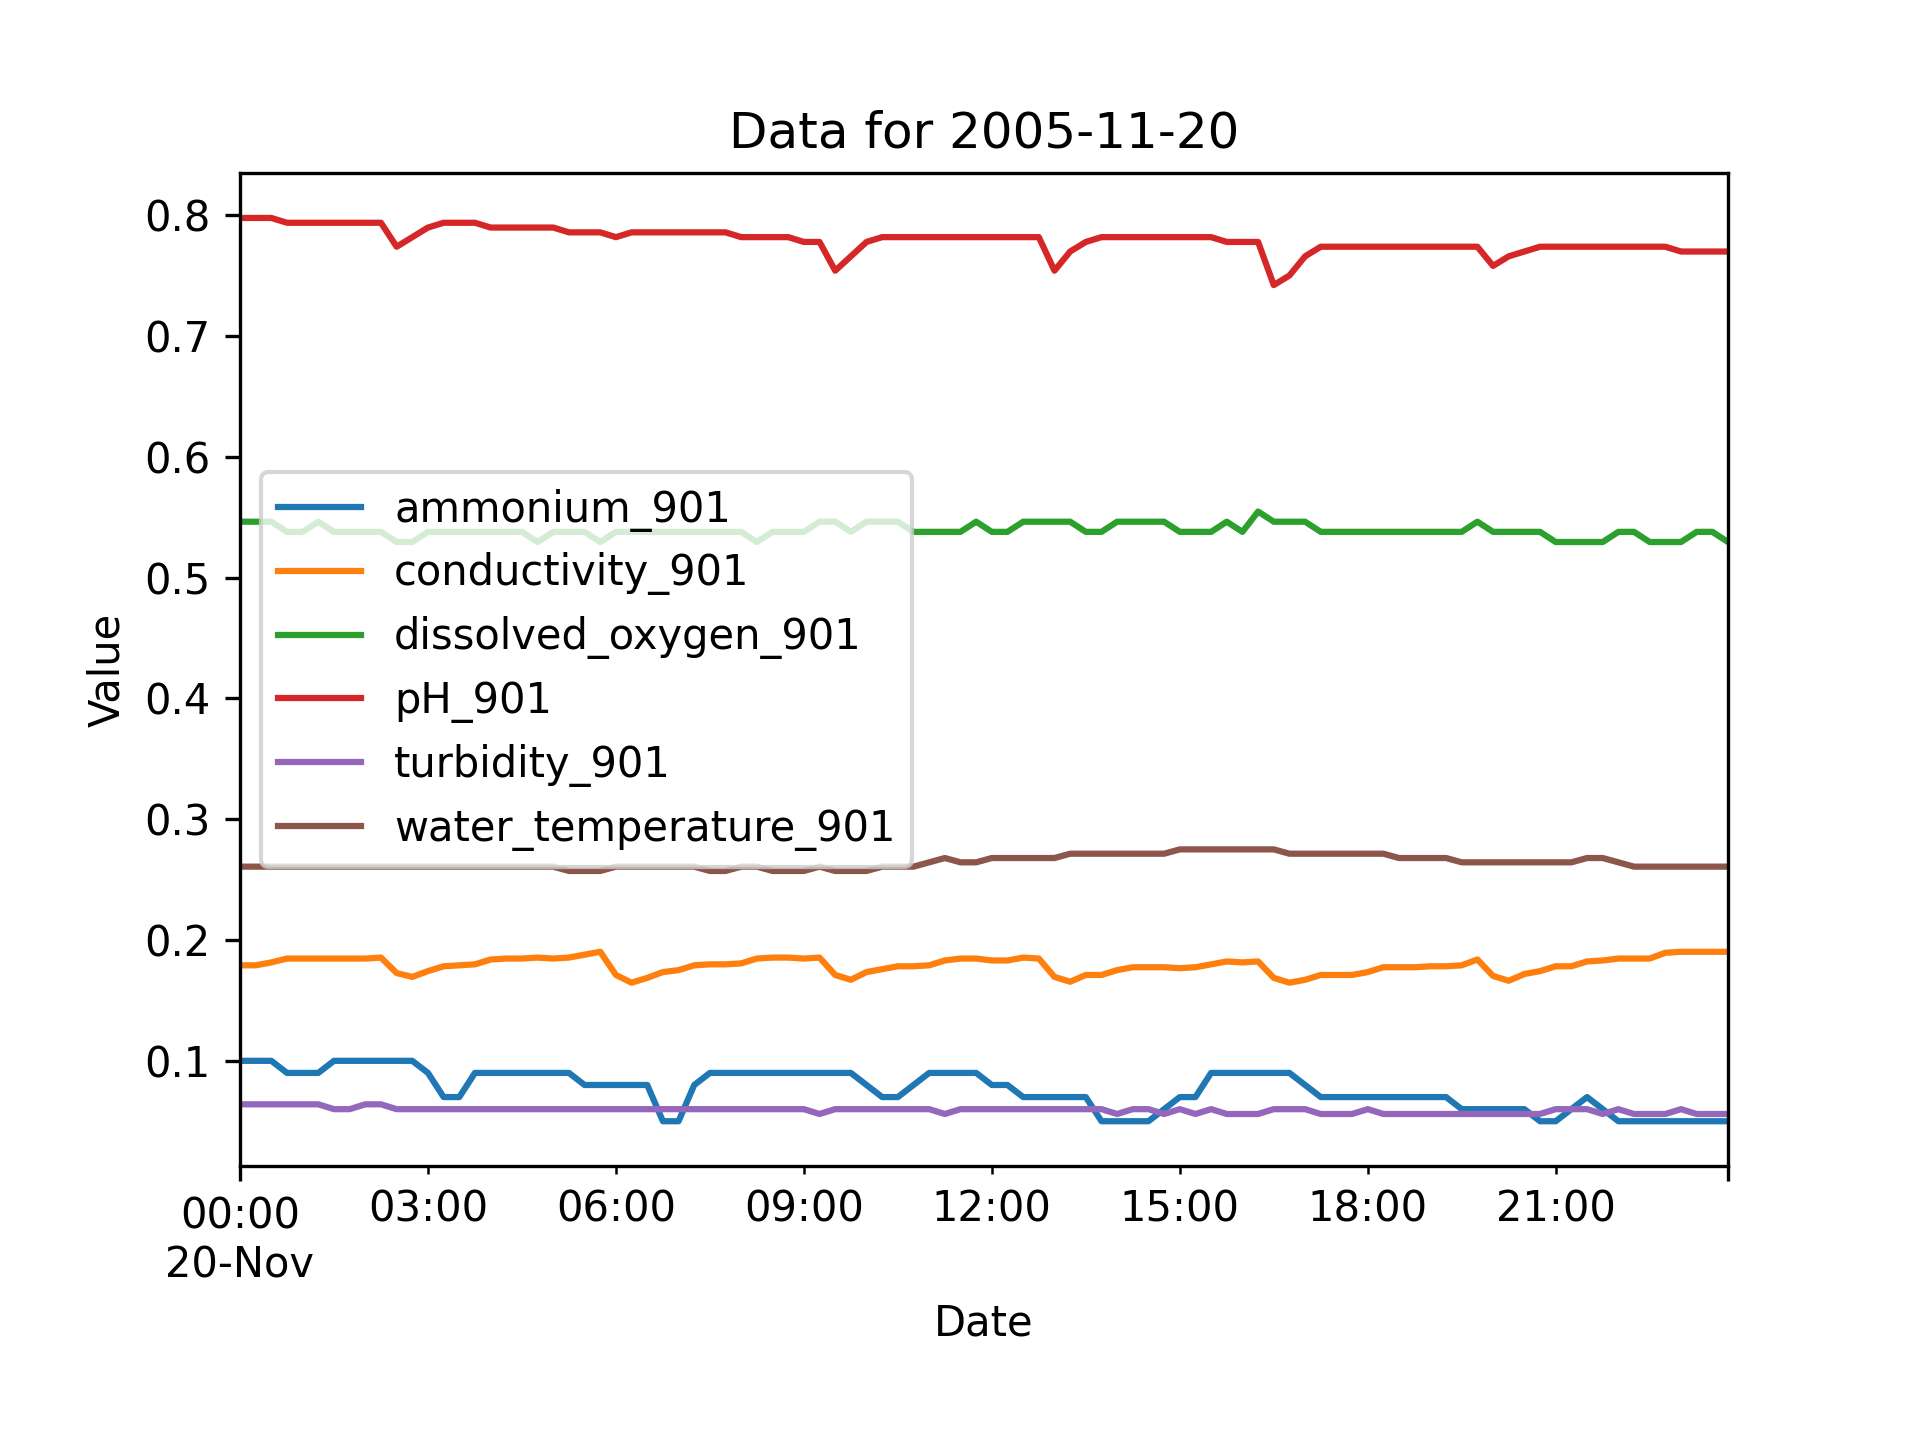 Data for 2005-11-20
0.8
0.7
0.6
0.5
0.4
0.3
0.2
0.1
Value
ammonium_901
conductivity_901
dissolved_oxygen_901
pH_901
turbidity_901
water_temperature_901
00:00 03:00 06:00 09:00 12:00 15:00 18:00 21:00
20-Nov
Date